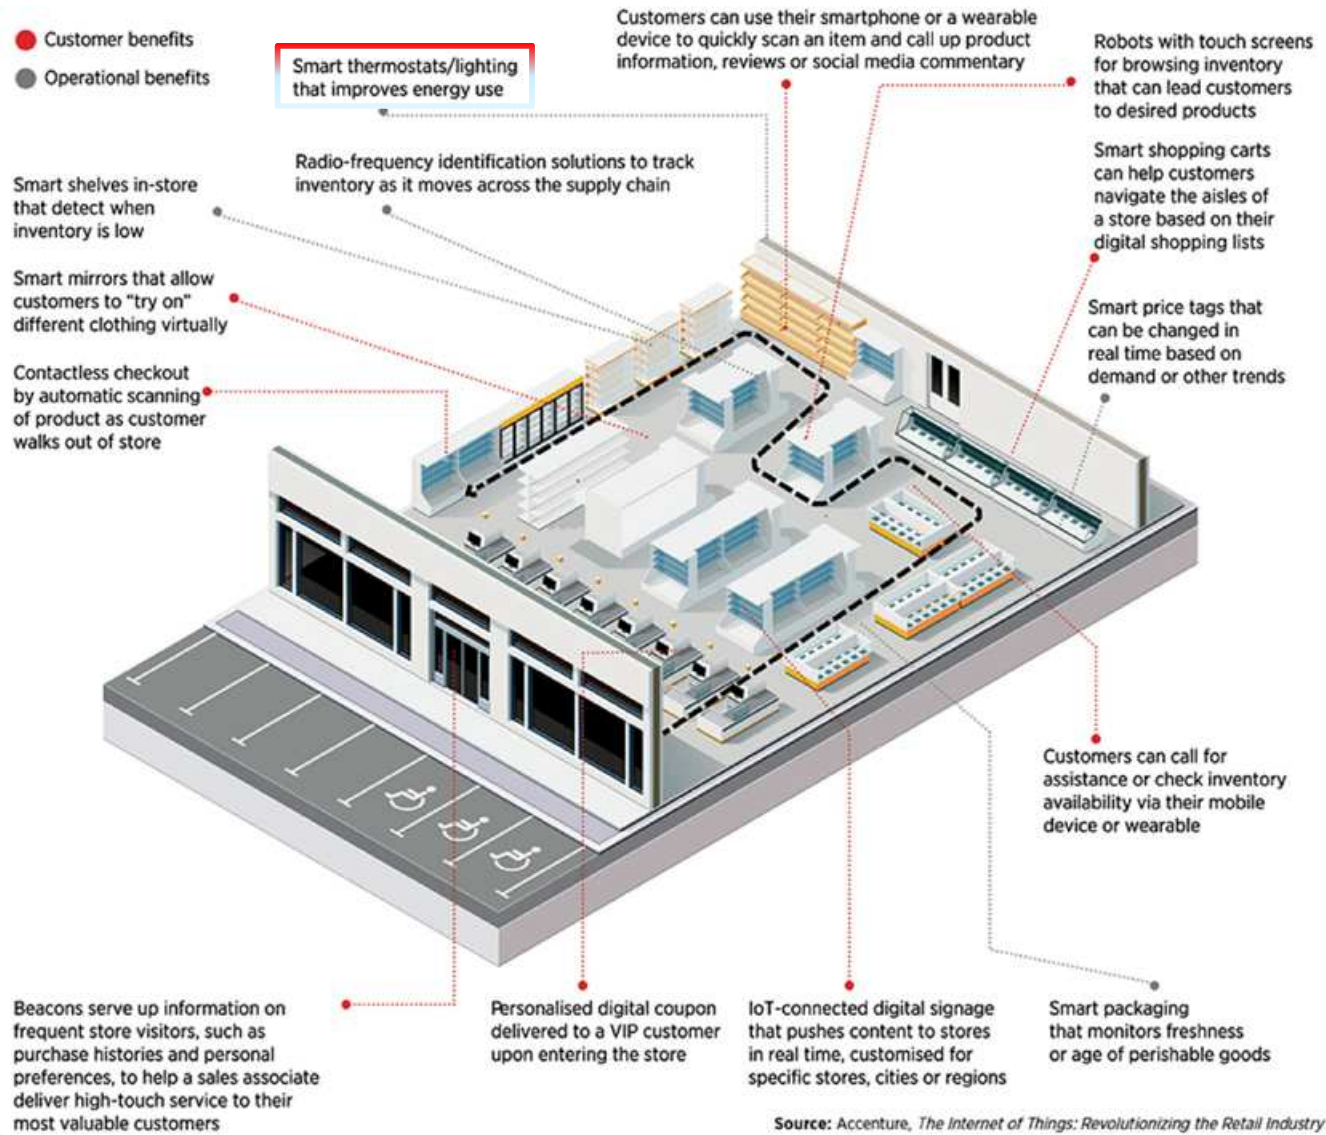 Customer benefits
Operational benefits
Smart thermostats/lighting
that improves energy use
Customers can use their smartphone or a wearable
device to quickly scan an item and call up product
information, reviews or social media commentary
Robots with touch screens
for browsing inventory
that can lead customers
to desired products
Radio-frequency identification solutions to track
inventory as it moves across the supply chain
Smart shopping carts
can help customers
navigate the aisles of
a store based on their
digital shopping lists
Smart shelves in-store
that detect when
inventory is low
Smart mirrors that allow
customers to “try on”
different clothing virtually
Smart price tags that
can be changed in
real time based on
demand or other trends
Contactless checkout
by automatic scanning
of product as customer
walks out of store
Customers can call for
assistance or check inventory
availability via their mobile
device or wearable
Beacons serve up information on
frequent store visitors, such as
purchase histories and personal
preferences, to help a sales associate
deliver high-touch service to their
most valuable customers
Personalised digital coupon
delivered to a VIP customer
upon entering the store
IoT-connected digital signage
that pushes content to stores
in real time, customised for
specific stores, cities or regions
Smart packaging
that monitors freshness
or age of perishable goods
Source: Accenture, The Internet of Things: Revolutionizing the Retail Industry